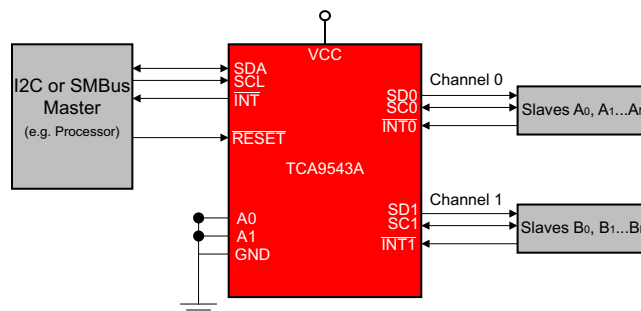 VCC
I2C or SMBus
Master
(e.g. Processor)
SDA
SCL
INT
RESET
TCA9543A
A0
A1
GND
Channel 0
SD0
SC0
INT0
Slaves A0, A1...A
Channel 1
SD1
SC1
INT1
Slaves B0, B1...B